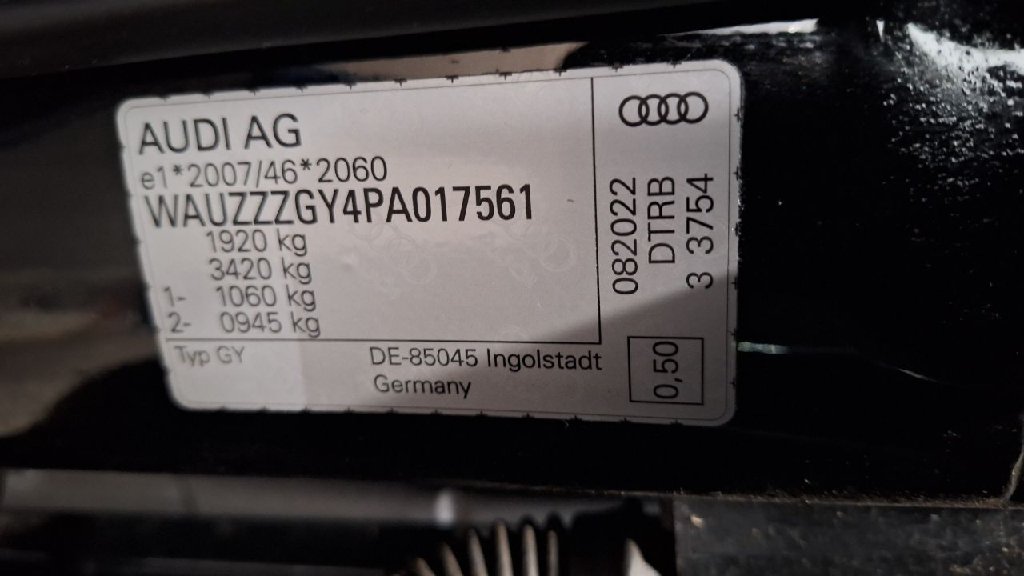 AUDI AG
e1*2007/46*2060
WAUZZZGY4PA017561
1920 kg
3420 kg
1- 1060 kg
2- 0945 kg
Typ GY
DE-85045 Ingolstadt
Germany
082022
DTRB
3 3754
0,50